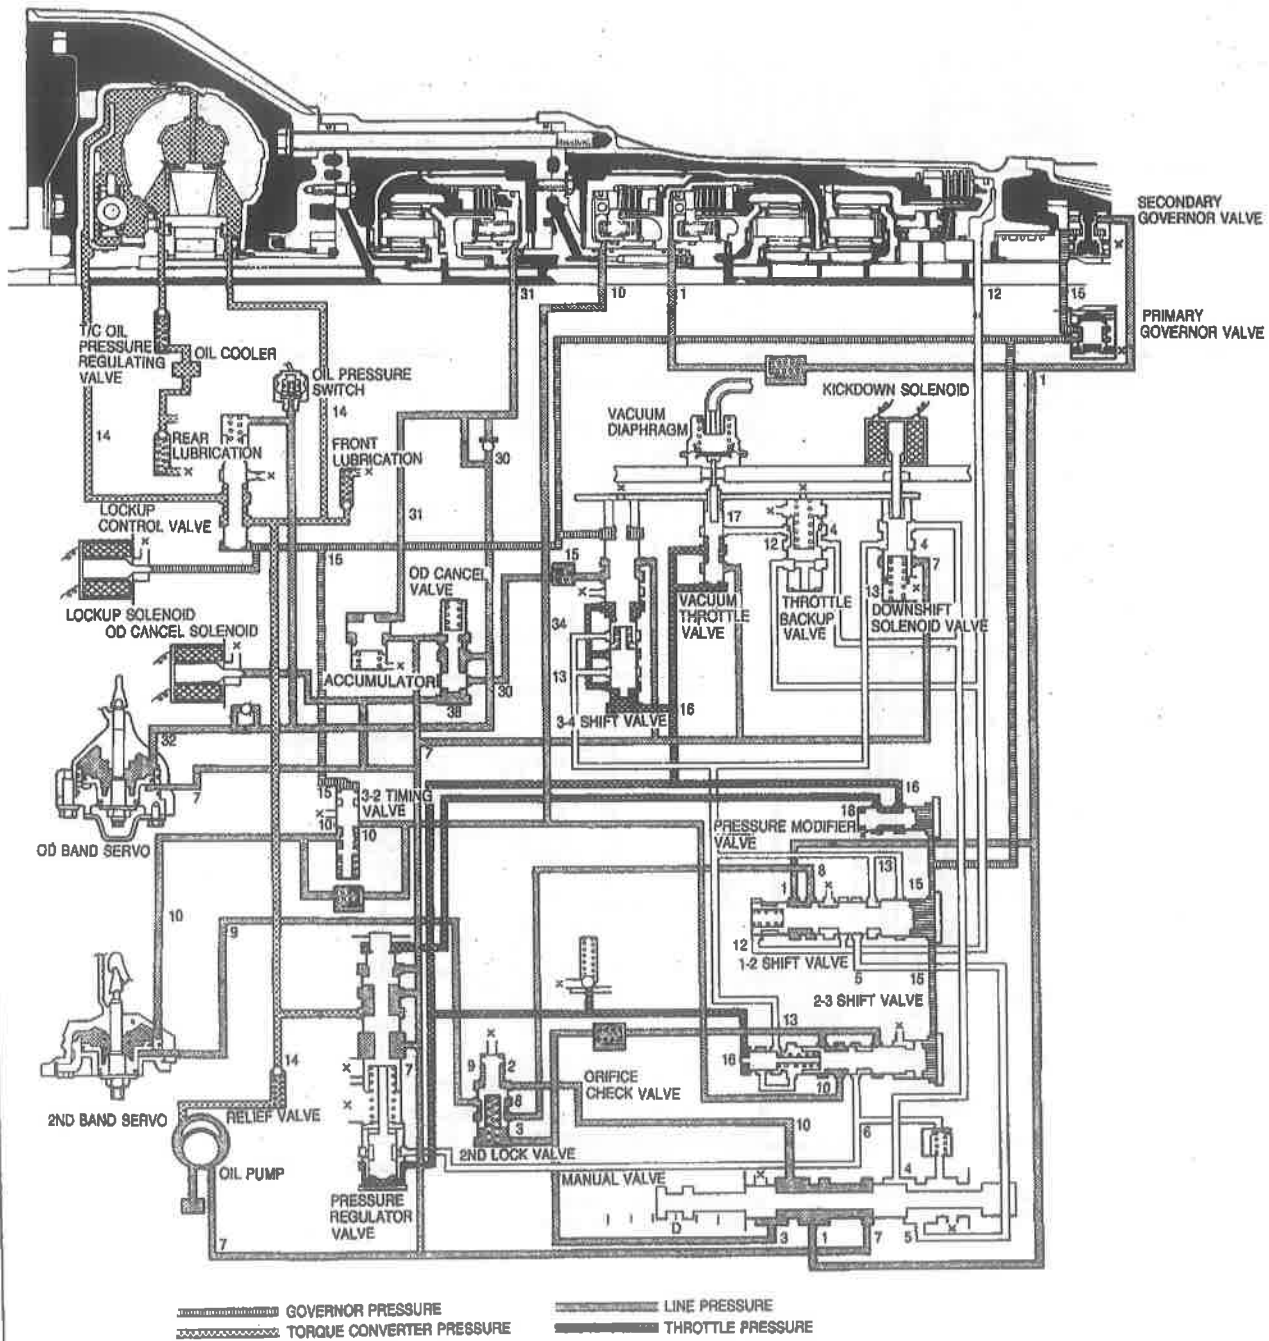 SECONDARY
GOVERNOR VALVE
31
10
1
12
15
PRIMARY
GOVERNOR VALVE
T/C OIL
PRESSURE
REGULATING
VALVE
OIL COOLER
OIL PRESSURE
SWITCH
14
1
KICKDOWN SOLENOID
VACUUM
DIAPHRAGM
14
REAR
LUBRICATION
FRONT
LUBRICATION
30
31
LOCKUP
CONTROL VALVE
17
12
4
4
15
15
7
OD CANCEL
VALVE
13
LOCKUP SOLENOID
OD CANCEL SOLENOID
34
VACUUM
THROTTLE
VALVE
THROTTLE
BACKUP
VALVE
DOWNSHIFT
SOLENOID VALVE
ACCUMULATOR
13
30
38
16
3-4 SHIFT VALVE
32
7
7
15
3-2 TIMING
VALVE
10
10
16
16
PRESSURE MODIFIER
VALVE
OD BAND SERVO
8
13
1
15
10
9
12
1-2 SHIFT VALVE
5
15
2-3 SHIFT VALVE
13
16
10
14
7
9
2
8
3
ORIFICE
CHECK VALVE
2ND BAND SERVO
RELIEF VALVE
10
6
2ND LOCK VALVE
OIL PUMP
MANUAL VALVE
4
PRESSURE
REGULATOR
VALVE
D
3
1
7
5
7
GOVERNOR PRESSURE
LINE PRESSURE
TORQUE CONVERTER PRESSURE
THROTTLE PRESSURE